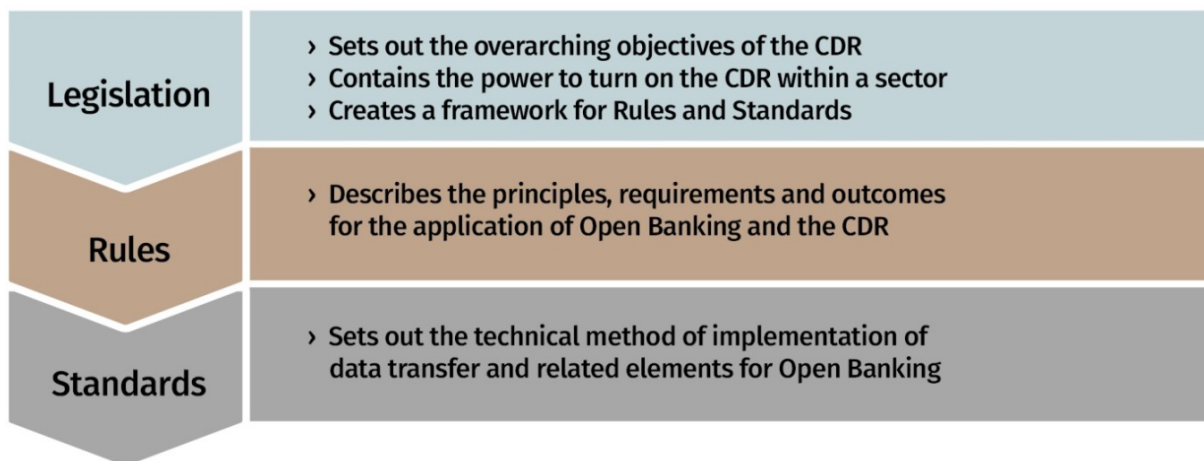 Legislation
› Sets out the overarching objectives of the CDR
› Contains the power to turn on the CDR within a sector
› Creates a framework for Rules and Standards
Rules
› Describes the principles, requirements and outcomes
for the application of Open Banking and the CDR
Standards
› Sets out the technical method of implementation of
data transfer and related elements for Open Banking